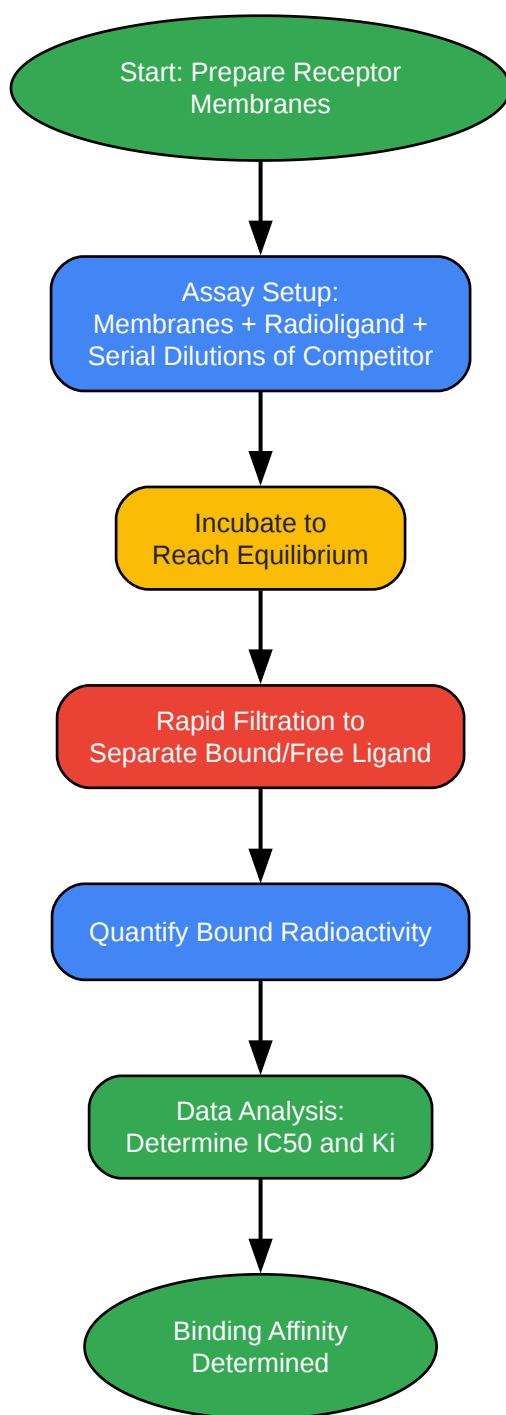 Start: Prepare Receptor
Membranes
Assay Setup:
Membranes + Radioligand +
Serial Dilutions of Competitor
Incubate to
Reach Equilibrium
Rapid Filtration to
Separate Bound/Free Ligand
Quantify Bound Radioactivity
Data Analysis:
Determine IC50 and Ki
Binding Affinity
Determined